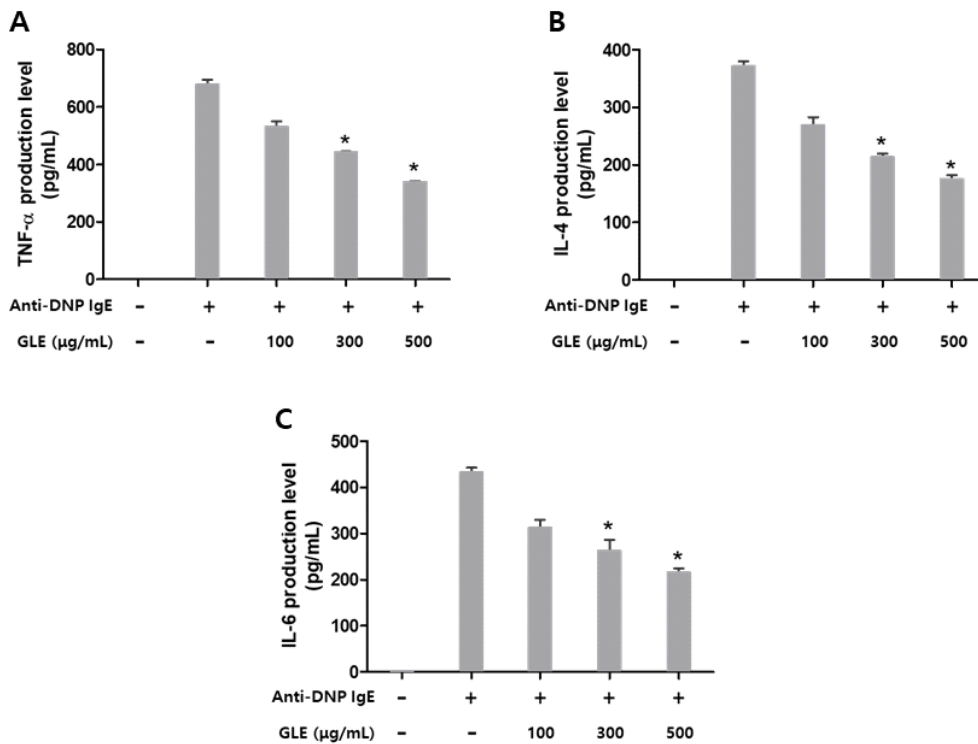 A
TNF-α production level
(pg/mL)
800
600
400
200
0
*
*
Anti-DNP IgE – + + + +
GLE (μg/mL) – – 100 300 500
B
IL-4 production level
(pg/mL)
400
300
200
100
0
*
*
Anti-DNP IgE – + + + +
GLE (μg/mL) – – 100 300 500
C
IL-6 production level
(pg/mL)
500
400
300
200
100
0
*
*
Anti-DNP IgE – + + + +
GLE (μg/mL) – – 100 300 500